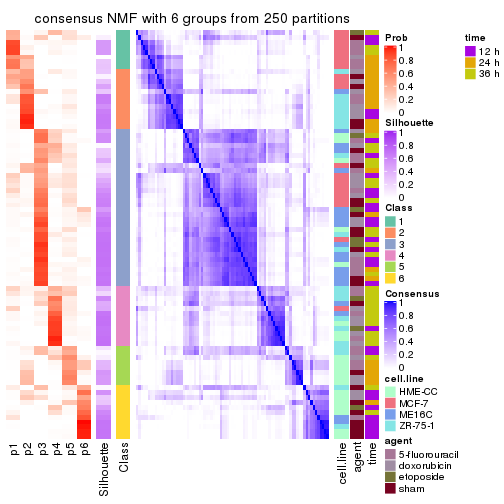 consensus NMF with 6 groups from 250 partitions
p1
p2
p3
p4
p5
p6
Silhouette
Class
cell.line
agent
time
Prob
1
0.8
0.6
0.4
0.2
0
Silhouette
1
0.8
0.6
0.4
0.2
0
Class
1
2
3
4
5
6
Consensus
1
0.8
0.6
0.4
0.2
0
cell.line
HME-CC
MCF-7
ME16C
ZR-75-1
agent
5-fluorouracil
doxorubicin
etoposide
sham
time
12 h
24 h
36 h